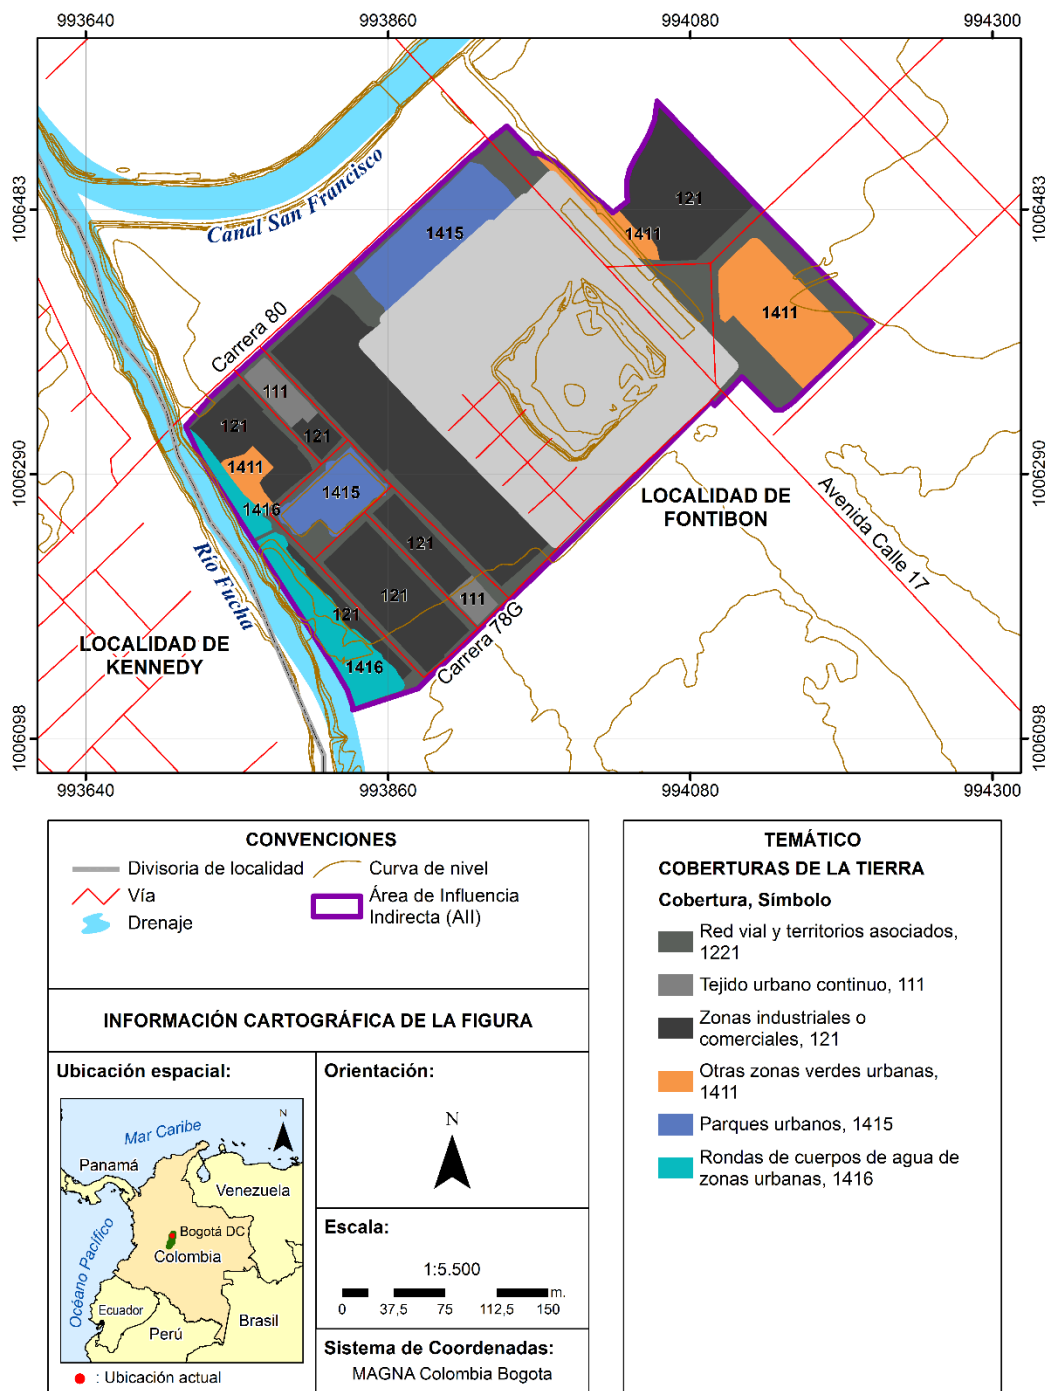 993640
993860
994080
994300
1006483
1006483
Canal San Francisco
121
1415
1411
1411
Carrera 80
111
121
121
1411
1415
1416
1006290
1006290
LOCALIDAD DE
FONTIBON
Avenida Calle 17
Río Fucha
121
121
111
121
LOCALIDAD DE
KENNEDY
1416
Carrera 78G
1006098
1006098
993640
993860
994080
994300
CONVENCIONES
Divisoria de localidad
Curva de nivel
Vía
Área de Influencia
Indirecta (AII)
Drenaje
INFORMACIÓN CARTOGRÁFICA DE LA FIGURA
Ubicación espacial:
N
Mar Caribe
Panamá
Venezuela
Océano Pacífico
Bogotá DC
Colombia
Ecuador
Perú
Brasil
: Ubicación actual
Orientación:
N
Escala:
1:5.500
0 37,5 75 112,5 150 m.
Sistema de Coordenadas:
MAGNA Colombia Bogota
TEMÁTICO
COBERTURAS DE LA TIERRA
Cobertura, Símbolo
Red vial y territorios asociados,
1221
Tejido urbano continuo, 111
Zonas industriales o
comerciales, 121
Otras zonas verdes urbanas,
1411
Parques urbanos, 1415
Rondas de cuerpos de agua de
zonas urbanas, 1416